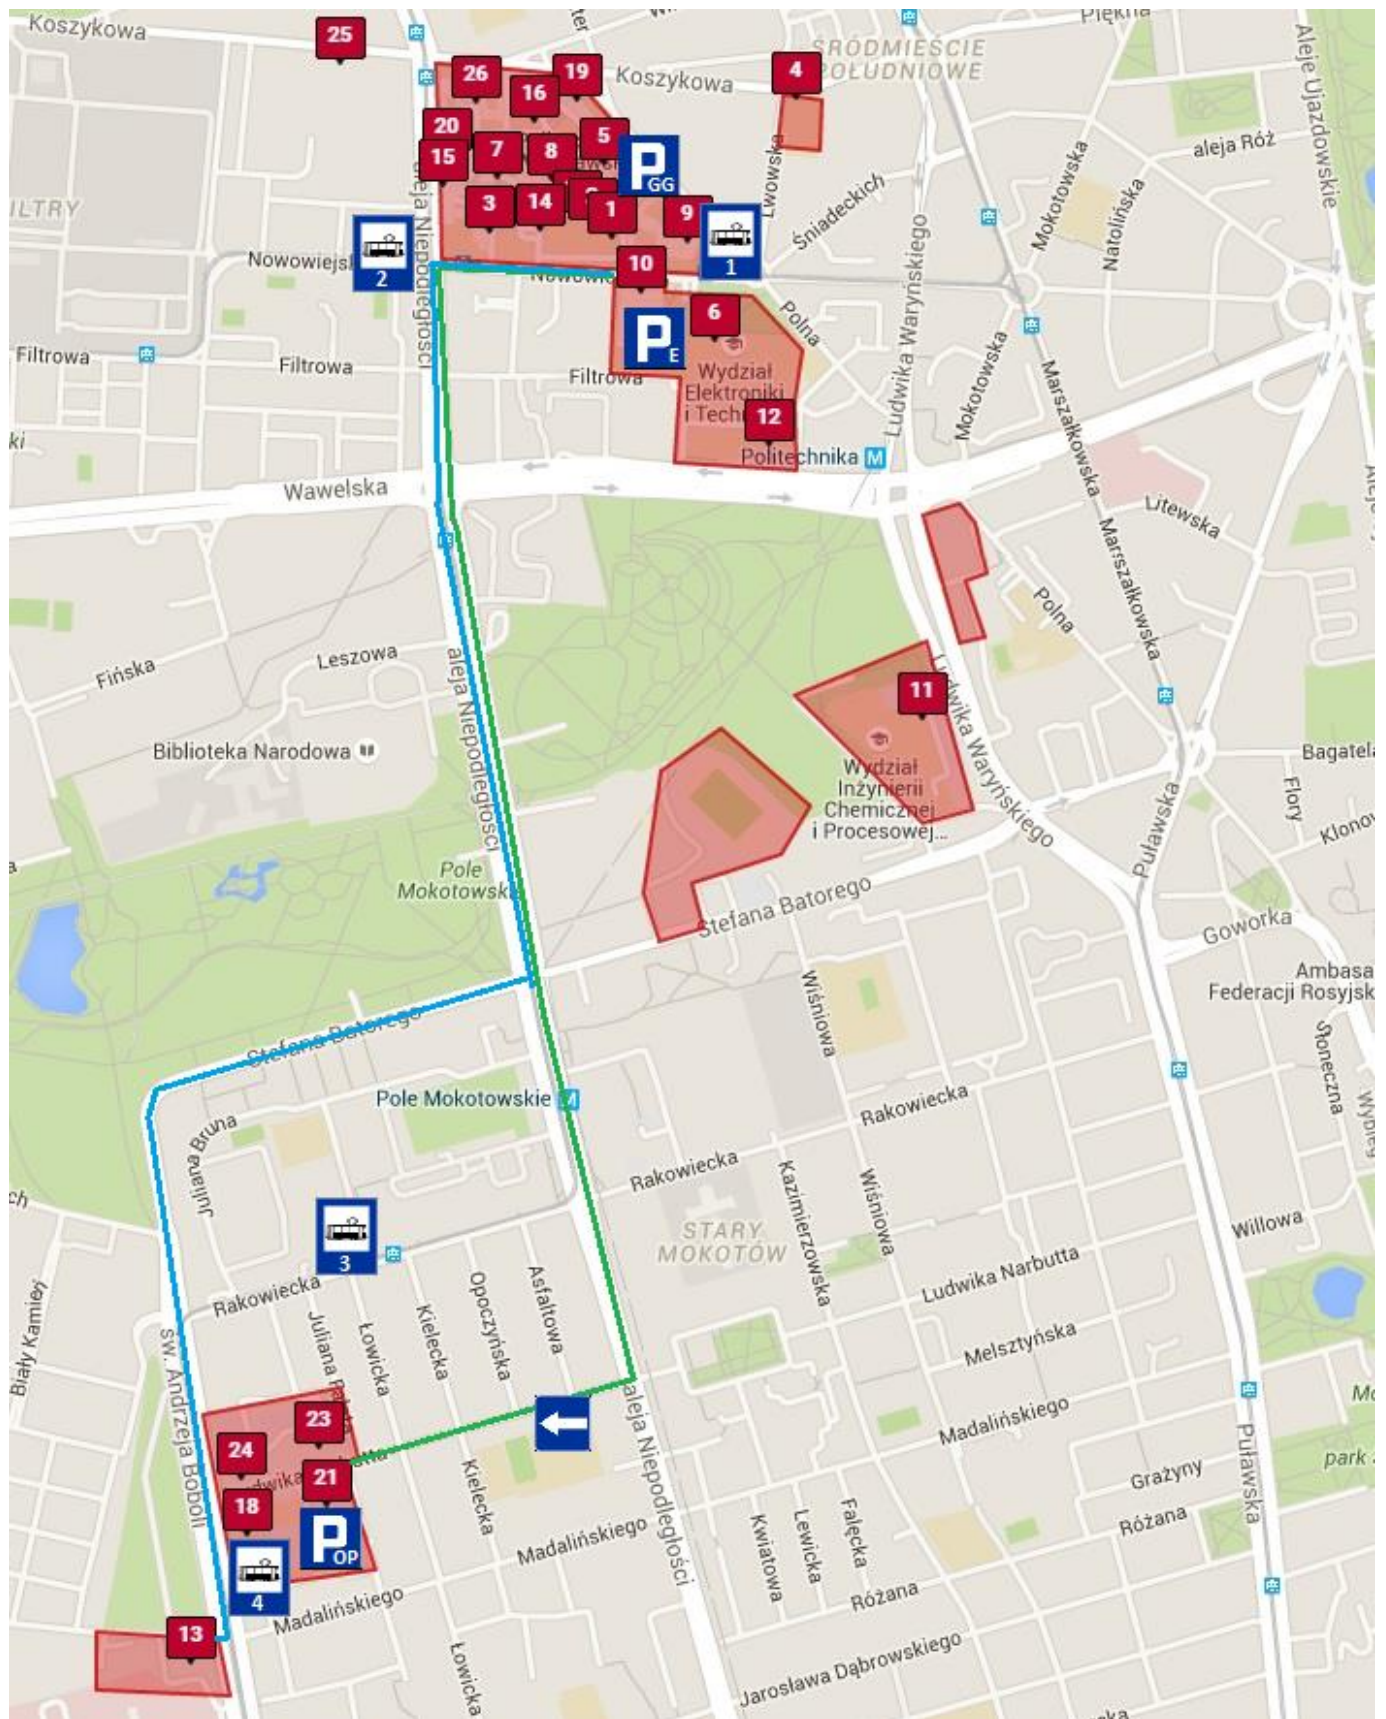 Koszykowa
25
Piękna
ŚRÓDMIEŚCIE
POŁUDNIOWE
26
19
16
Koszykowa
4
20
5
15
7
8
P
GG
aleja Róż
Aleje Ujazdowskie
Mokotowska
Natolińska
Lwowska
Śniadeckich
3
14
1
9
2
1
10
Filtrowa
Filtrowa
Filtrowa
P
E
6
Polna
Wydział
Elektroniki
12
Politechnika M
Ludwika Waryńskiego
Mokotowska
Marszałkowska
Marszałkowska
Wawelska
Litewska
Polna
Fińska
Leszowa
aleja Niepodległości
aleja Niepodległości
Biblioteka Narodowa
11
Ludwika Waryńskiego
Wydział
Inżynierii
Chemicznej
i Procesowej...
Bagatela
Flory
Puławska
Pole
Stefana Batorego
Goworka
Federacji Rosyjsk
Słoneczna
Wiśniowa
Stefana Batorego
Pole Mokotowskie
Juliana Bruna
Rakowiecka
Rakowiecka
STARY
MOKOTÓW
Kazimierzowska
Wiśniowa
Willowa
3
Rakowiecka
Biały Kamień
św. Andrzeja Boboli
Łowicka
Kielecka
Opoczyńska
Asfaltowa
Ludwika Narbutta
Melsztyńska
Madalińskiego
23
24
21
18
P
OP
4
13
Kielecka
Madalińskiego
Madalińskiego
aleja Niepodległości
Łowicka
Kwiatowa
Lewicka
Fałęcka
Różana
Jarosława Dąbrowskiego
Grażyny
Różana
Puławska
park